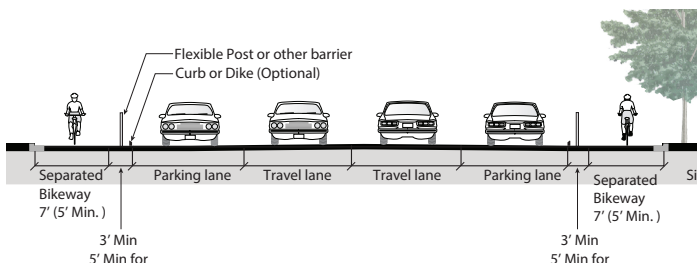 Flexible Post or other barrier
Curb or Dike (Optional)
Separated
Bikeway
7’ (5’ Min. )
Parking lane
Travel lane
Travel lane
Parking lane
Separated
Bikeway
7’ (5’ Min. )
3’ Min
5’ Min for
3’ Min
5’ Min for